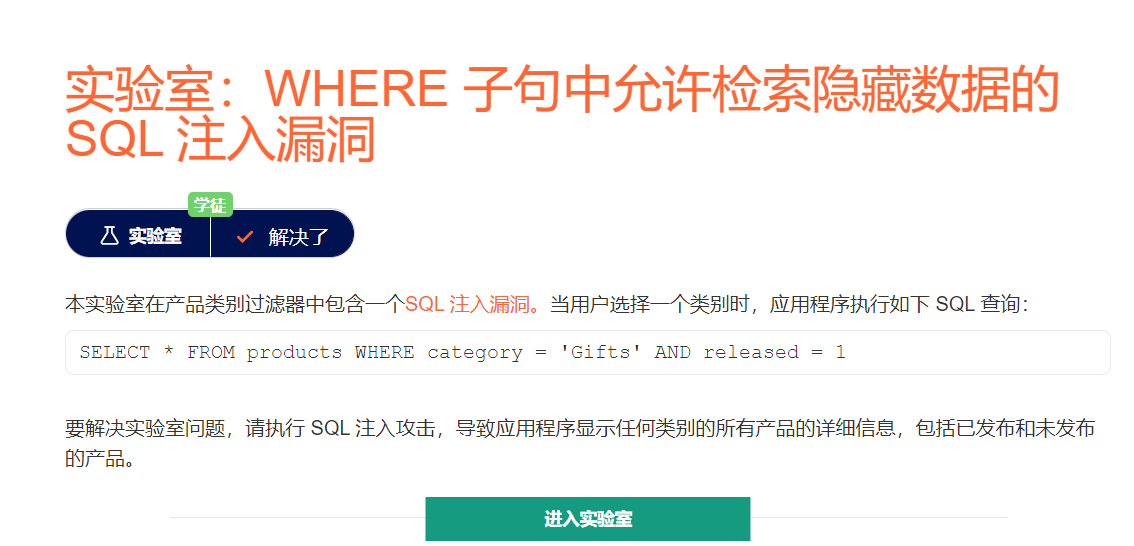 实验室：WHERE 子句中允许检索隐藏数据的
SQL 注入漏洞
学徒
实验室 解决了
本实验室在产品类别过滤器中包含一个SQL 注入漏洞。当用户选择一个类别时，应用程序执行如下 SQL 查询：
SELECT * FROM products WHERE category = 'Gifts' AND released = 1
要解决实验室问题，请执行 SQL 注入攻击，导致应用程序显示任何类别的所有产品的详细信息，包括已发布和未发布
的产品。
进入实验室